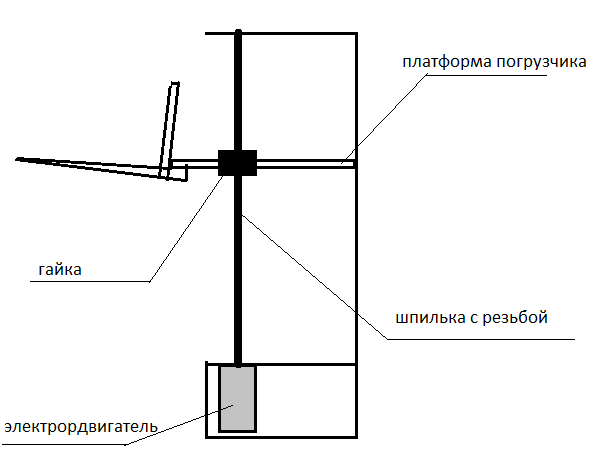 платформа погрузчика
гайка
шпилька с резьбой
электрордвигатель